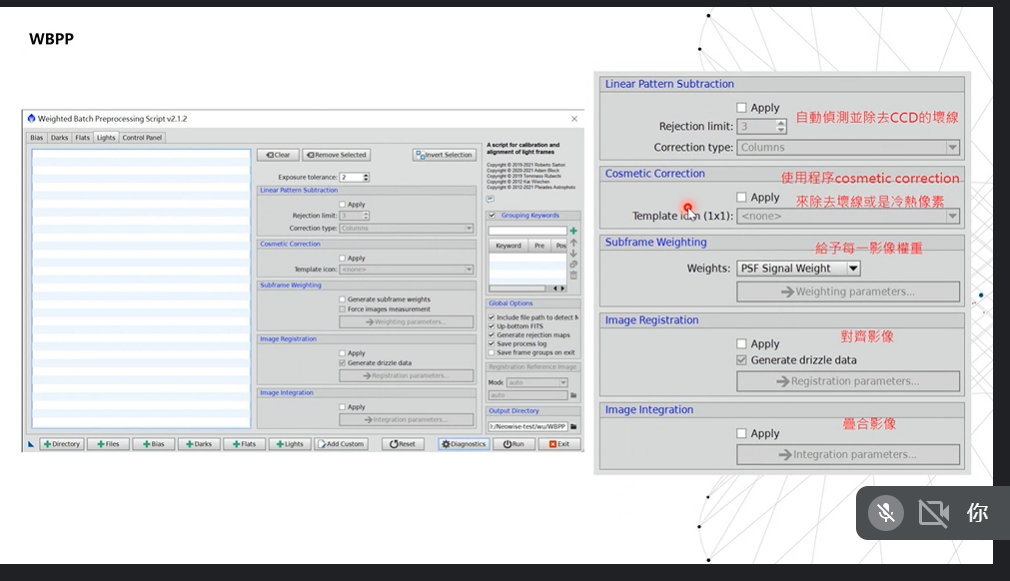 WBPP
Weighted Batch Preprocessing Script v2.1.2
Bias Darks Flats Lights Control Panel
Clear Remove Selected Invert Selection
Exposure tolerance: 2
Linear Pattern Subtraction
Apply
Rejection limit: 3
Correction type: Columns
Cosmetic Correction
Apply
Template icon: <none>
Subframe Weighting
Generate subframe weights
Force images measurement
Weighting parameters...
Image Registration
Apply
Generate drizzle data
Registration parameters...
Image Integration
Apply
Integration parameters...
A script for calibration and
alignment of light frames
Copyright © 2019-2021 Roberto Sartori
Copyright © 2020-2021 Adam Block
Copyright © 2019 Tommaso Rubechi
Copyright © 2012 Kai Wiechen
Copyright © 2012-2021 Pleiades Astrophoto
Grouping Keywords
Keyword Pre Pos
Global Options
Include file path to detect
Up-bottom FITS
Generate rejection maps
Save process log
Save frame groups on exit
Registration Reference Image
Mode auto
auto
Output Directory
/Neowise-test/wu/WBPP
Directory Files Bias Darks Flats Lights Add Custom Reset Diagnostics Run Exit
Linear Pattern Subtraction
Apply
自動偵測並除去CCD的壞線
Rejection limit: 3
Correction type: Columns
Cosmetic Correction
使用程序cosmetic correction
Apply
來除去壞線或是冷熱像素
Template icon (1x1): <none>
Subframe Weighting
給予每一影像權重
Weights: PSF Signal Weight
Weighting parameters...
Image Registration
Apply
對齊影像
Generate drizzle data
Registration parameters...
Image Integration
Apply
疊合影像
Integration parameters...
你